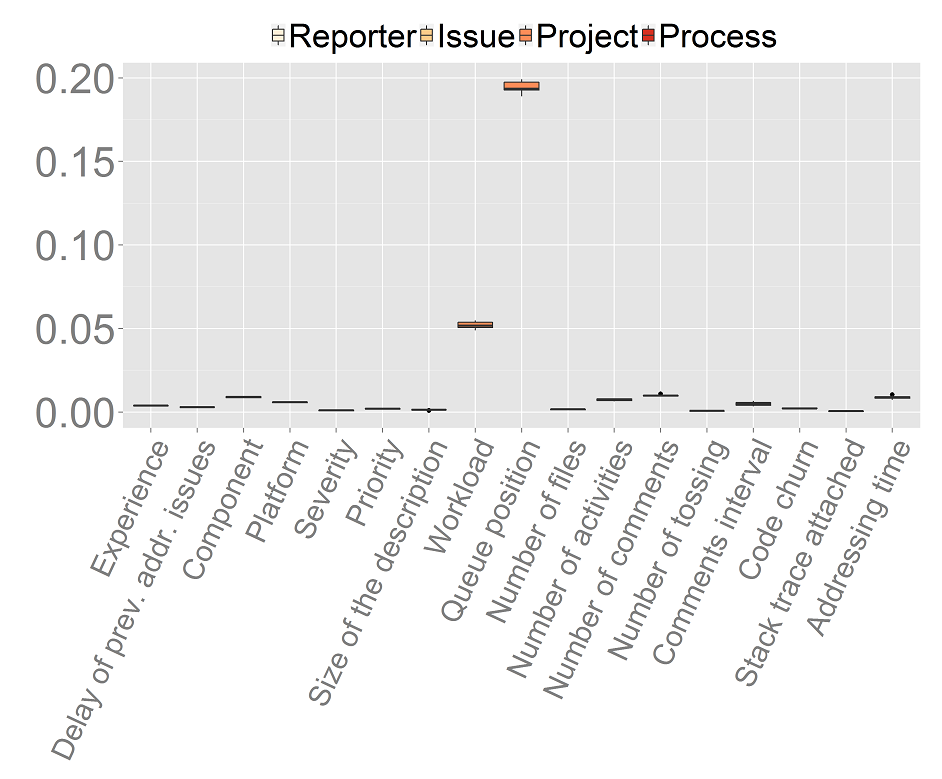 Reporter Issue Project Process
0.20
0.15
0.10
0.05
0.00
Experience
Delay of prev. addr. issues
Component
Platform
Severity
Priority
Size of the description
Workload
Queue position
Number of files
Number of activities
Number of comments
Number of tossing
Comments interval
Code churn
Stack trace attached
Addressing time